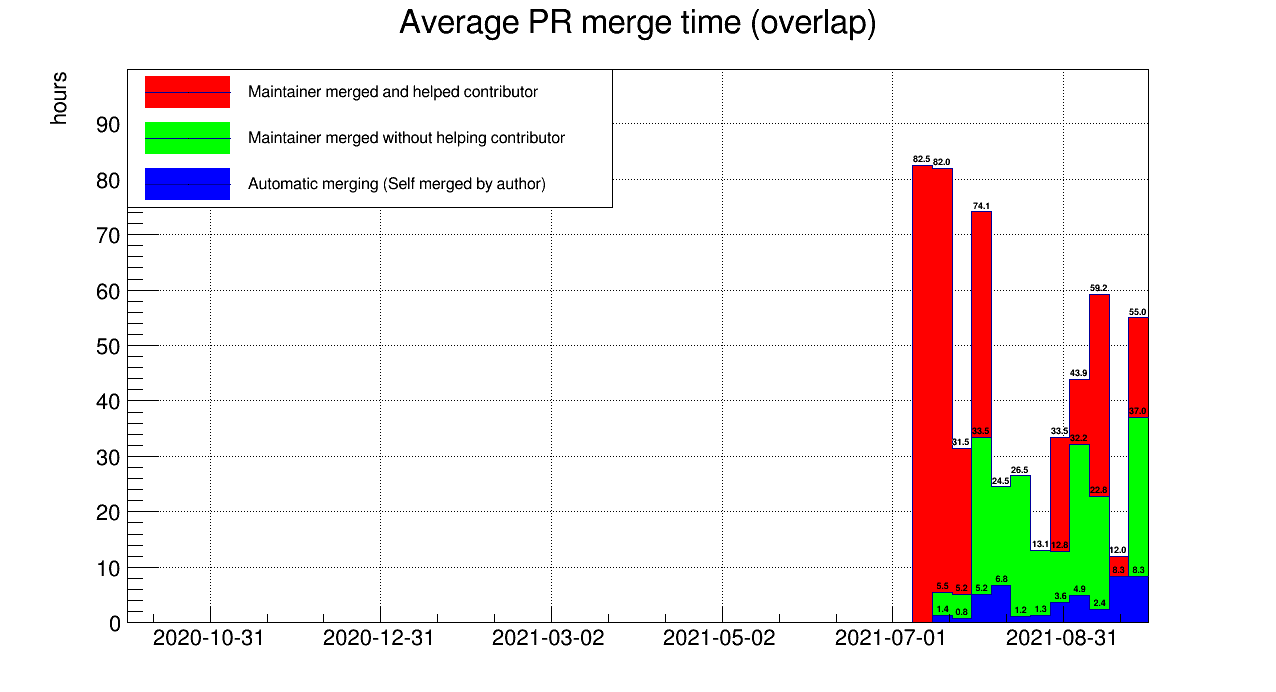 Average PR merge time (overlap)
hours
Maintainer merged and helped contributor
Maintainer merged without helping contributor
Automatic merging (Self merged by author)
90
80
70
60
50
40
30
20
10
0
82.5 82.0
74.1
59.2
55.0
43.9
37.0
31.5 33.5 33.5 32.2
24.5 26.5
22.8
13.1 12.8 12.0
5.5 5.2 5.2 6.8 8.3 8.3
1.4 0.8 1.2 1.3 3.6 4.9 2.4
2020-10-31 2020-12-31 2021-03-02 2021-05-02 2021-07-01 2021-08-31